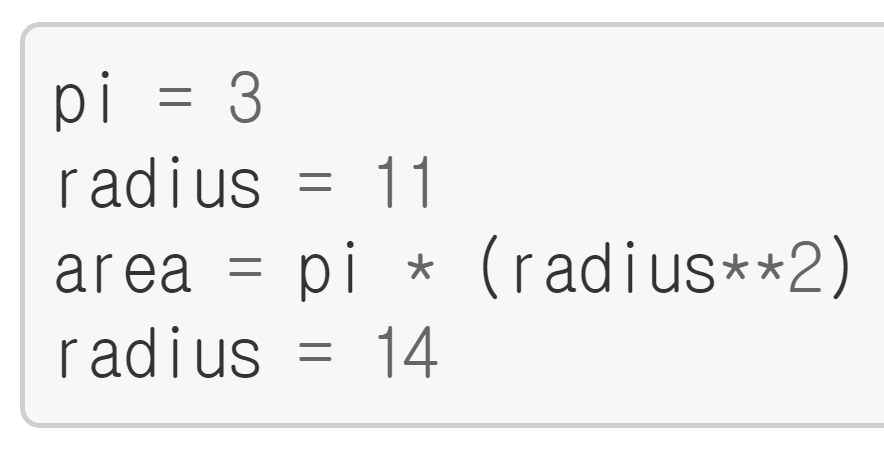 pi = 3
radius = 11
area = pi * (radius**2)
radius = 14